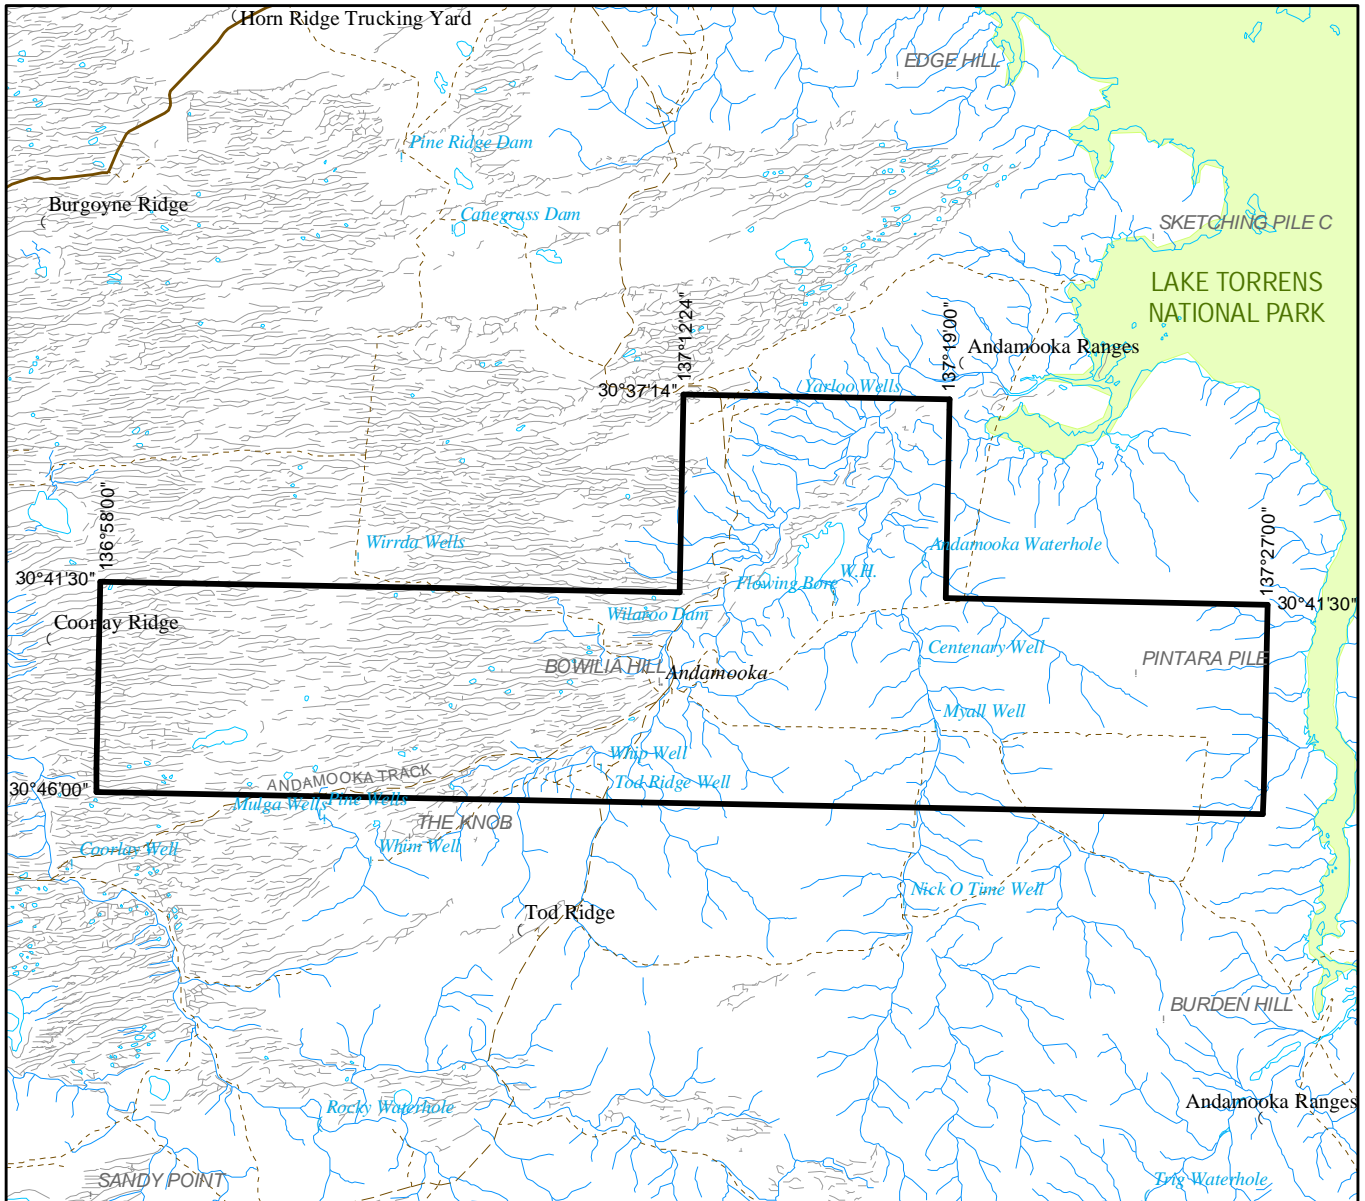 Horn Ridge Trucking Yard
EDGE HILL
Pine Ridge Dam
Burgoyne Ridge
Canegrass Dam
SKETCHING PILE C
LAKE TORRENS
NATIONAL PARK
137°12'24"
137°19'00"
Andamooka Ranges
30°37'14"
Yarloo Wells
136°58'00"
137°27'00"
Wirrda Wells
Andamooka Waterhole
30°41'30"
Flowing Bore
W.H.
30°41'30"
Coorlay Ridge
Wilaroo Dam
Centenary Well
BOWILIA HILL
Andamooka
PINTARA PILE
Myall Well
Whip Well
ANDAMOOKA TRACK
Tod Ridge Well
30°46'00"
Mulga Wells
Pine Wells
THE KNOB
Coorlay Well
Whim Well
Nick O Time Well
Tod Ridge
BURDEN HILL
Rocky Waterhole
Andamooka Ranges
SANDY POINT
Trig Waterhole